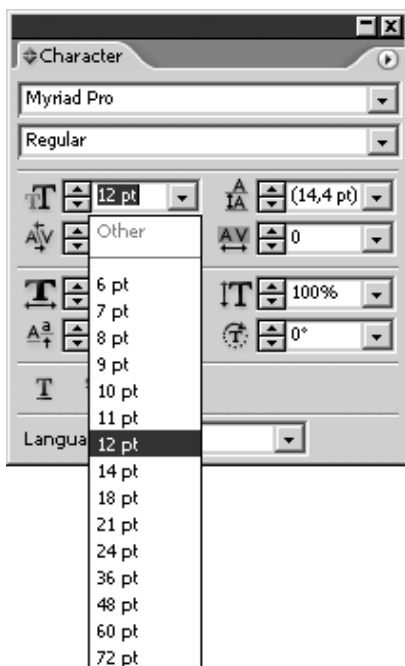 Character
Myriad Pro
Regular
12 pt (14,4 pt)
Other 0
6 pt
100%
7 pt
8 pt 0°
9 pt
10 pt
11 pt
Langua
12 pt
14 pt
18 pt
21 pt
24 pt
36 pt
48 pt
60 pt
72 pt